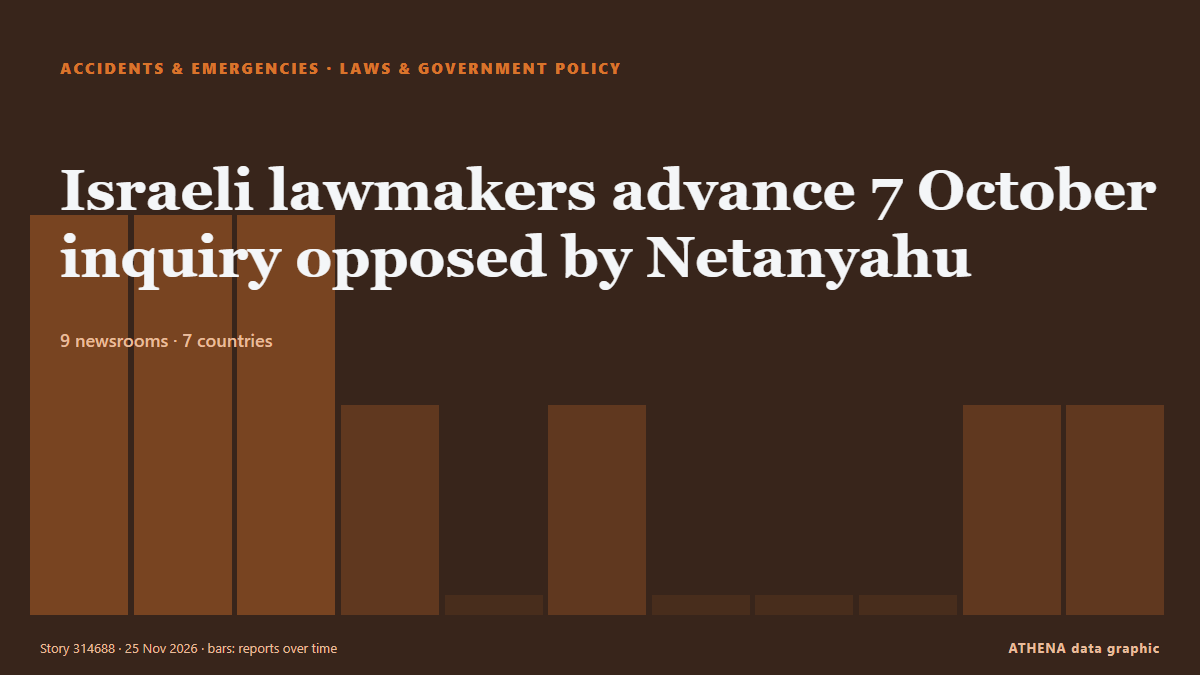 ACCIDENTS & EMERGENCIES · LAWS & GOVERNMENT POLICY
Israeli lawmakers advance 7 October
inquiry opposed by Netanyahu
9 newsrooms · 7 countries
Story 314688 · 25 Nov 2026 · bars: reports over time
ATHENA data graphic